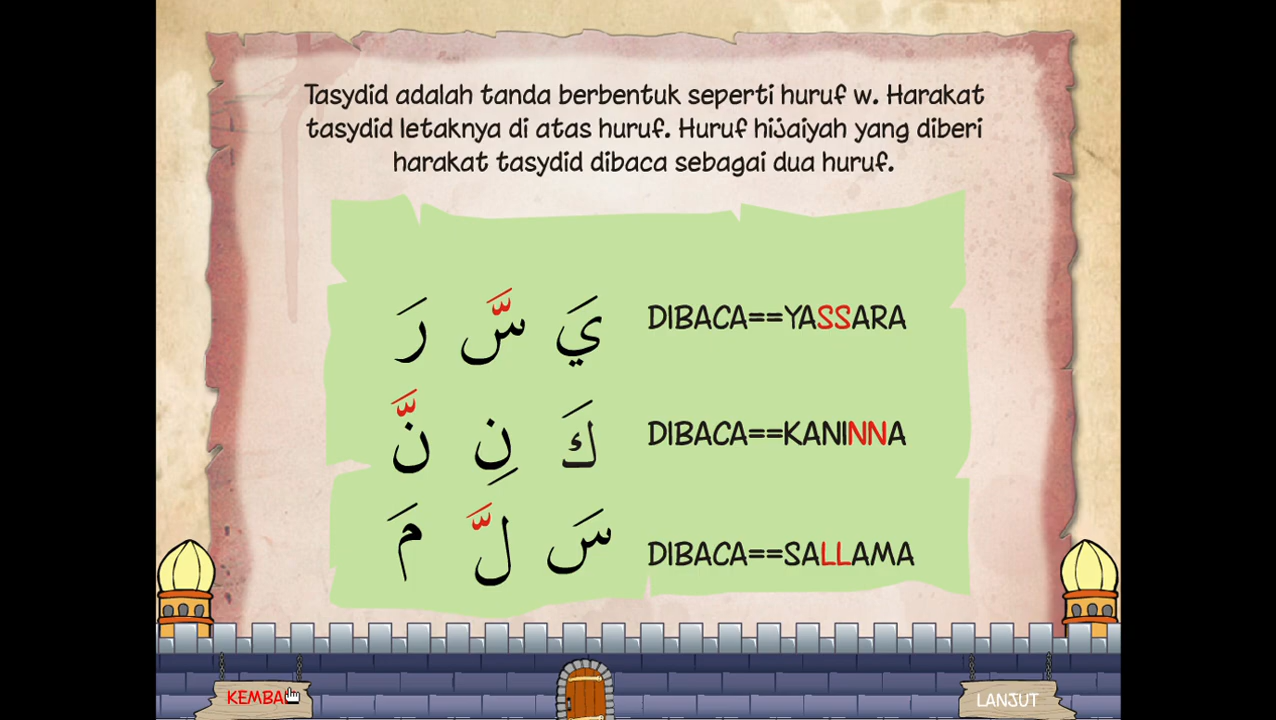 Tasydid adalah tanda berbentuk seperti huruf w. Harakat
tasydid letaknya di atas huruf. Huruf hijaiyah yang diberi
harakat tasydid dibaca sebagai dua huruf.
يَ سَّ رَ DIBACA==YASSARA
كَ نِ نَّ DIBACA==KANINNA
سَ لَّ مَ DIBACA==SALLAMA
KEMBA
LANJUT